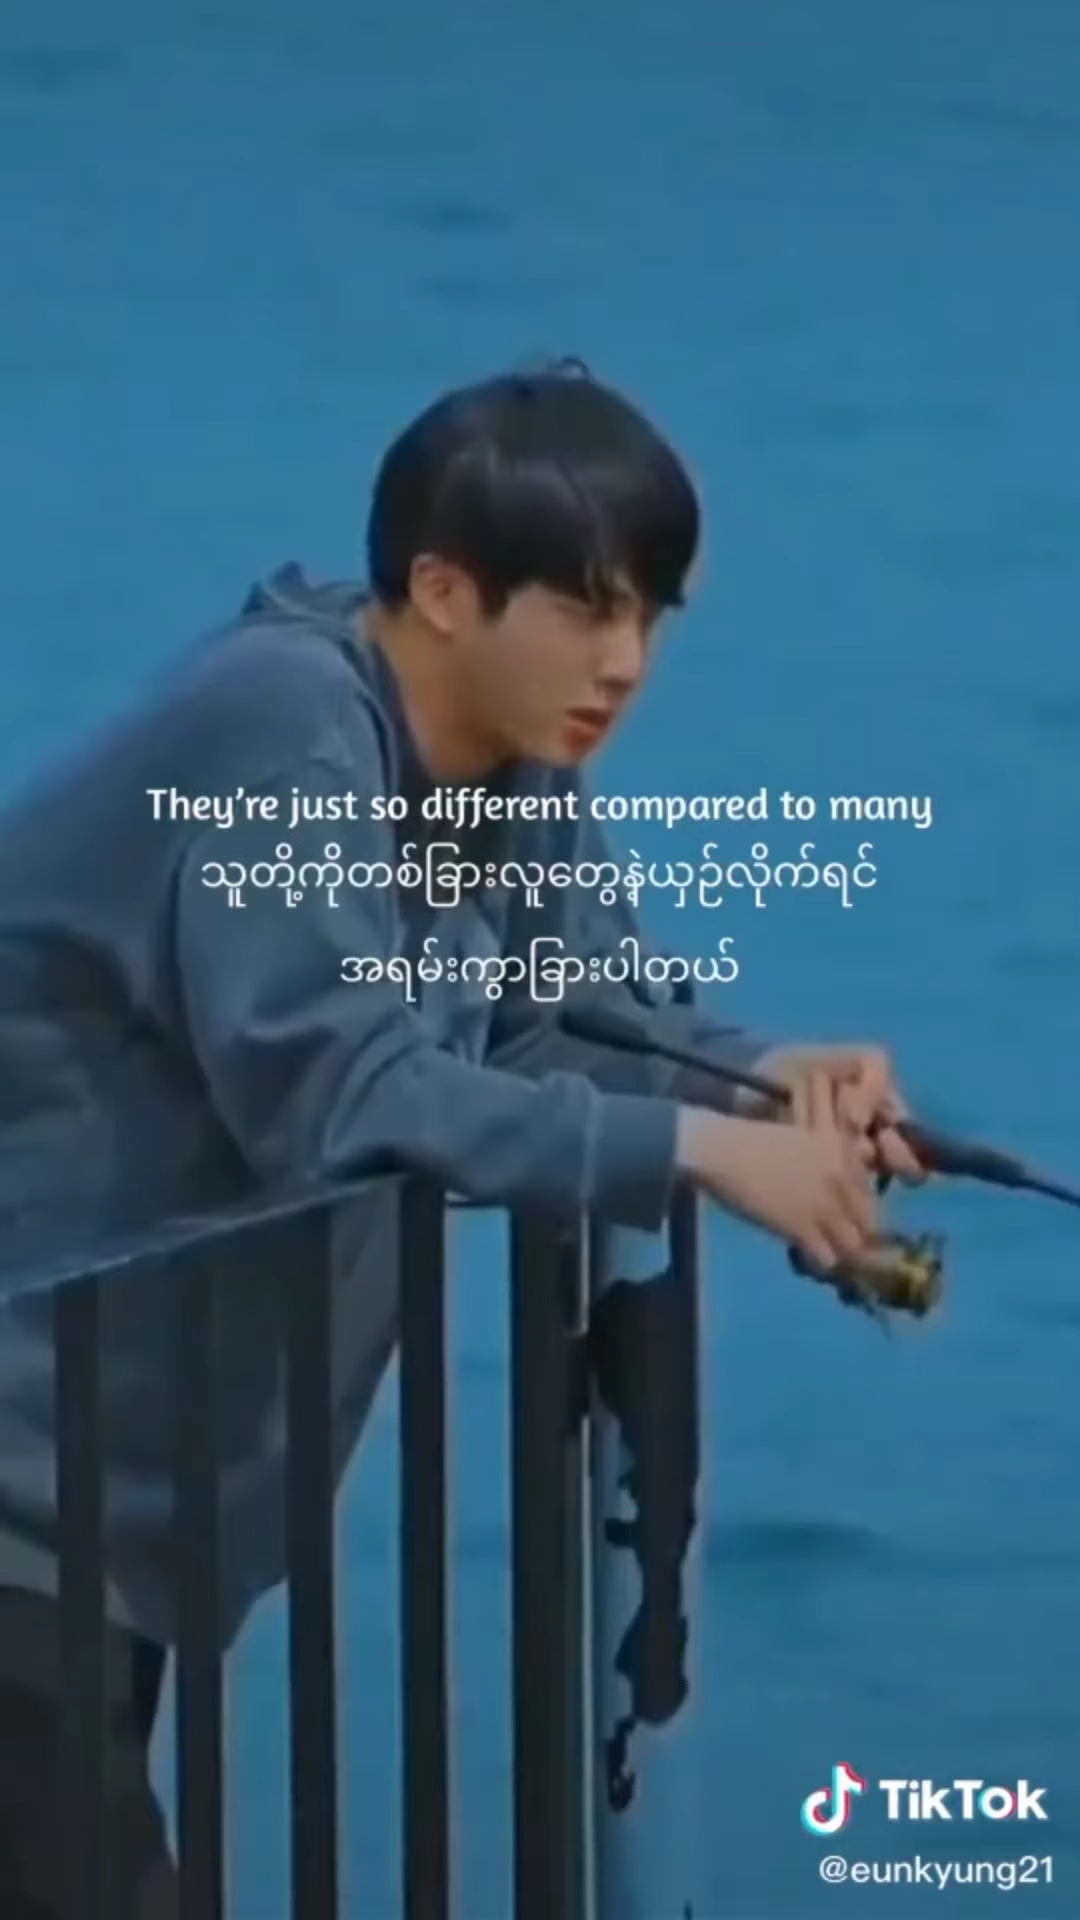 They're just so different compared to many
သူတို့ကိုတစ်ခြားလူတွေနဲ့ယှဉ်လိုက်ရင်
အရမ်းကွာခြားပါတယ်
TikTok
@eunkyung21